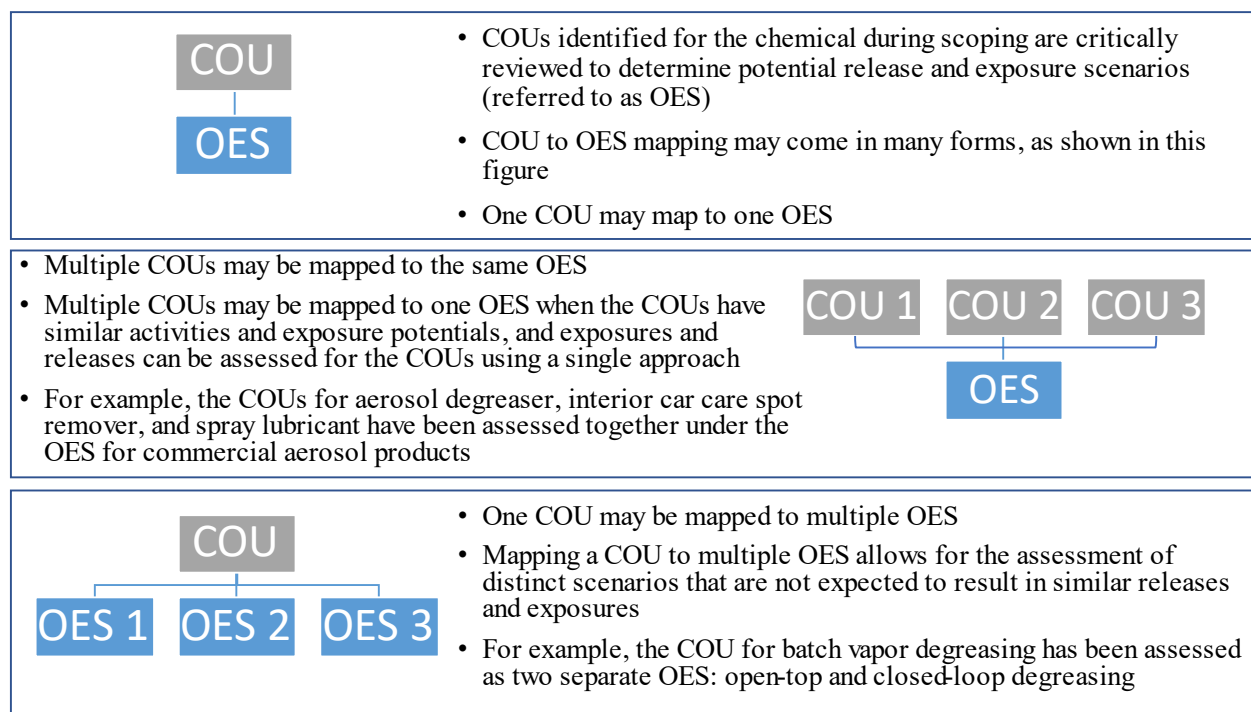 COU
OES
• COUs identified for the chemical during scoping are critically
reviewed to determine potential release and exposure scenarios
(referred to as OES)
• COU to OES mapping may come in many forms, as shown in this
figure
• One COU may map to one OES
• Multiple COUs may be mapped to the same OES
• Multiple COUs may be mapped to one OES when the COUs have
similar activities and exposure potentials, and exposures and
releases can be assessed for the COUs using a single approach
• For example, the COUs for aerosol degreaser, interior car care spot
remover, and spray lubricant have been assessed together under the
OES for commercial aerosol products
COU 1 COU 2 COU 3
OES
COU
OES 1 OES 2 OES 3
• One COU may be mapped to multiple OES
• Mapping a COU to multiple OES allows for the assessment of
distinct scenarios that are not expected to result in similar releases
and exposures
• For example, the COU for batch vapor degreasing has been assessed
as two separate OES: open-top and closed-loop degreasing